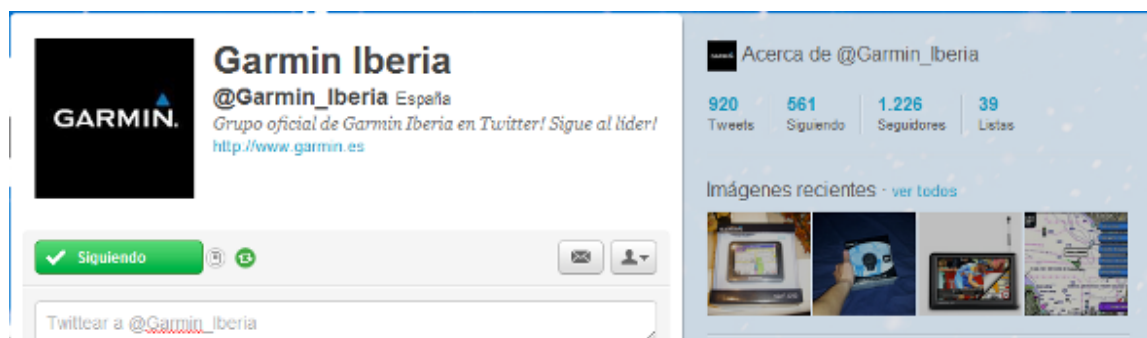 GARMIN.
Garmin Iberia
@Garmin_Iberia España
Grupo oficial de Garmin Iberia en Twitter! Sigue al lider!
http://www.garmin.es
Siguiendo
Twittear a @Garmin_Iberia
Acerca de @Garmin_Iberia
920 561 1.226 39
Tweets Siguiendo Seguidores Listas
Imágenes recientes · ver todos